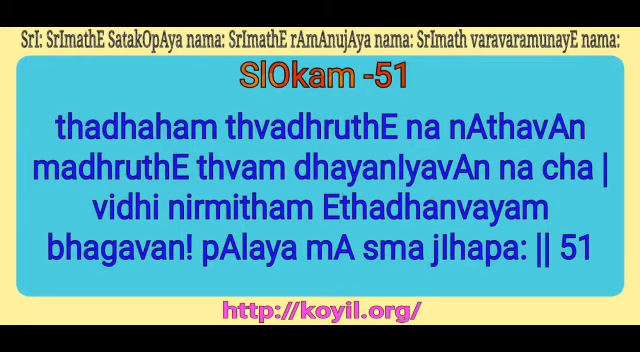 SrI: SrImathE SatakOpAya nama: SrImathE rAmAnujAya nama: SrImath varavaramunayE nama:
SlOkam -51
thadhaham thvadhruthE na nAthavAn
madhruthE thvam dhayanIyavAn na cha |
vidhi nirmitham Ethadhanvayam
bhagavan! pAlaya mA sma jIhapa: || 51
http://koyil.org/